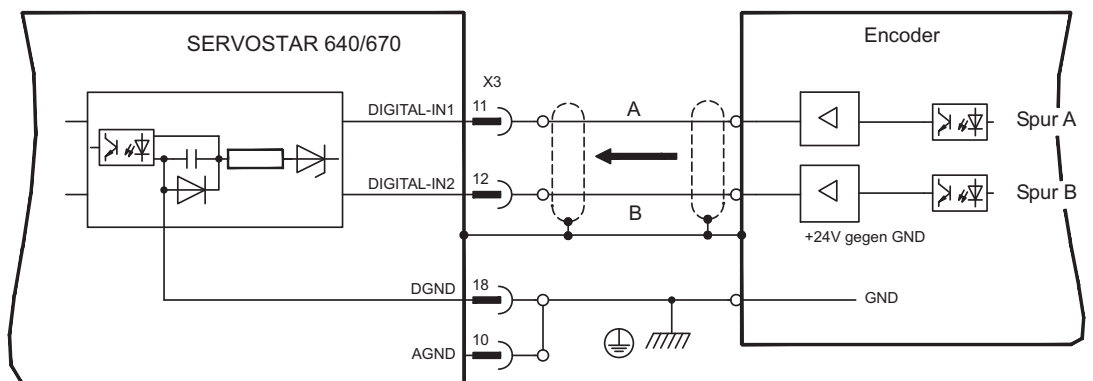 SERVOSTAR 640/670
Encoder
X3
DIGITAL-IN1
11
A
Spur A
DIGITAL-IN2
12
B
Spur B
+24V gegen GND
DGND
18
GND
AGND
10